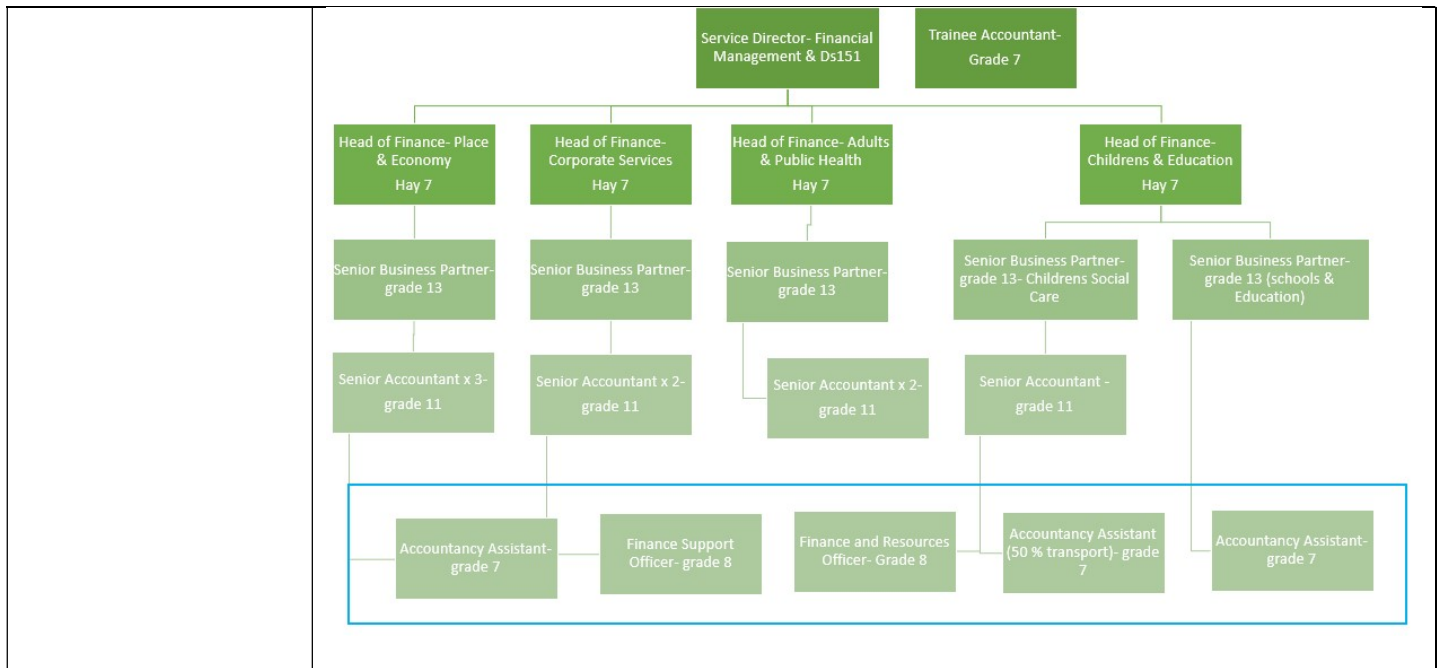 Service Director- Financial
Management & Ds151
Trainee Accountant-
Grade 7
Head of Finance- Place
& Economy
Hay 7
Head of Finance-
Corporate Services
Hay 7
Head of Finance- Adults
& Public Health
Hay 7
Head of Finance-
Childrens & Education
Hay 7
Senior Business Partner-
grade 13
Senior Business Partner-
grade 13
Senior Business Partner-
grade 13
Senior Business Partner-
grade 13- Childrens Social
Care
Senior Business Partner-
grade 13 (schools &
Education)
Senior Accountant x 3-
grade 11
Senior Accountant x 2-
grade 11
Senior Accountant x 2-
grade 11
Senior Accountant -
grade 11
Accountancy Assistant-
grade 7
Finance Support
Officer- grade 8
Finance and Resources
Officer- Grade 8
Accountancy Assistant
(50 % transport)- grade
7
Accountancy Assistant-
grade 7